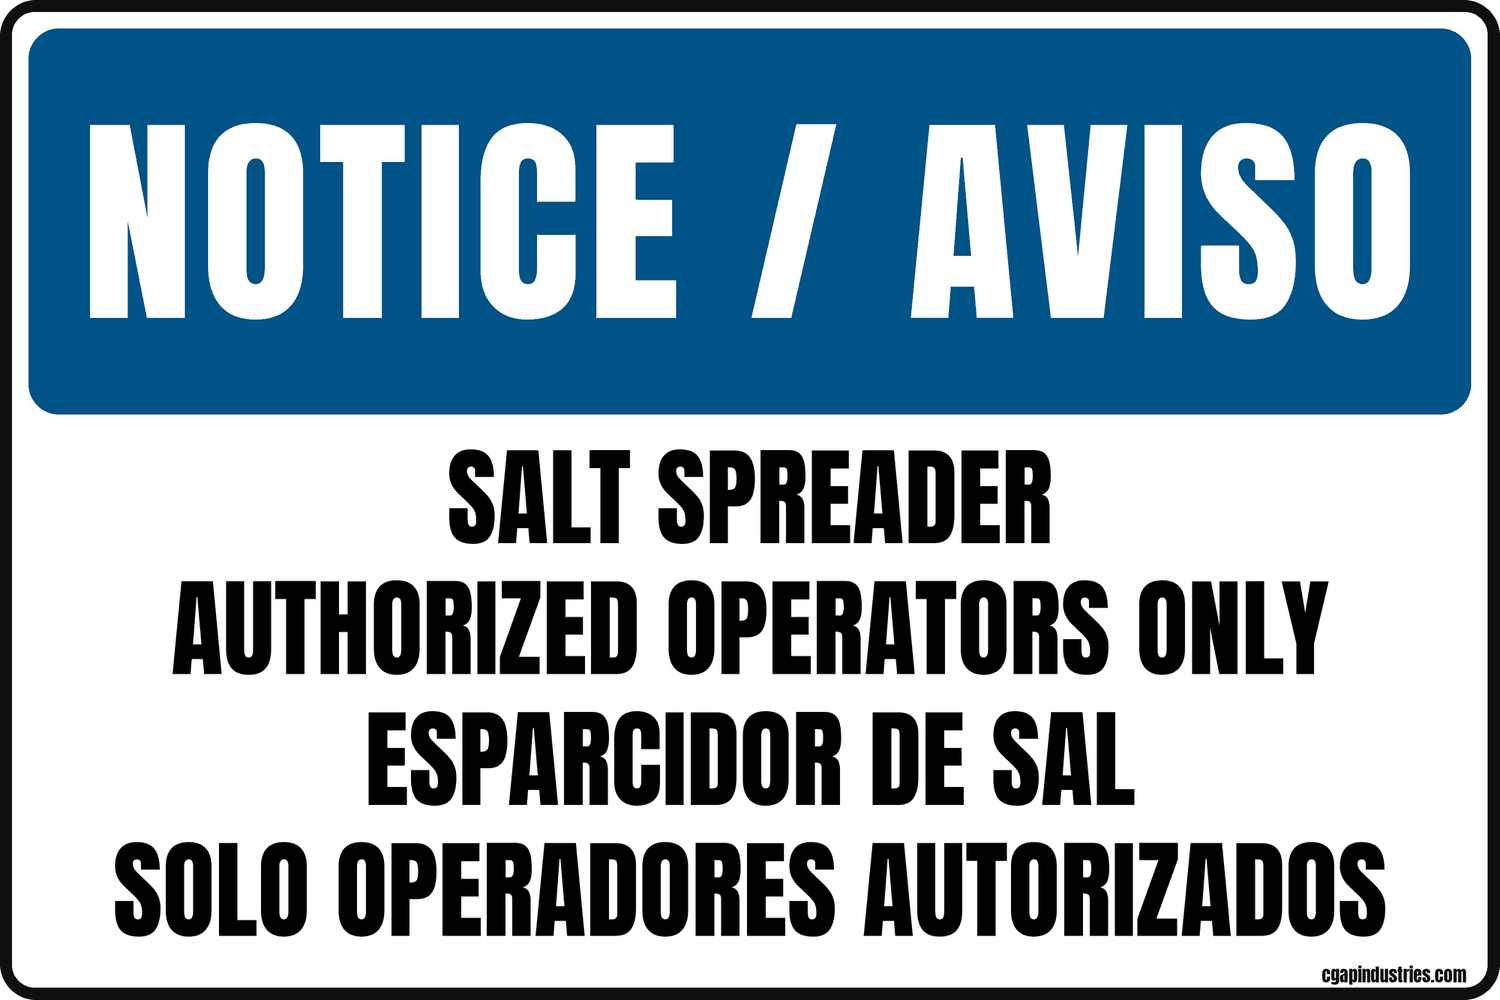 NOTICE / AVISO
SALT SPREADER
AUTHORIZED OPERATORS ONLY
ESPARCIDOR DE SAL
SOLO OPERADORES AUTORIZADOS
cgapindustries.com